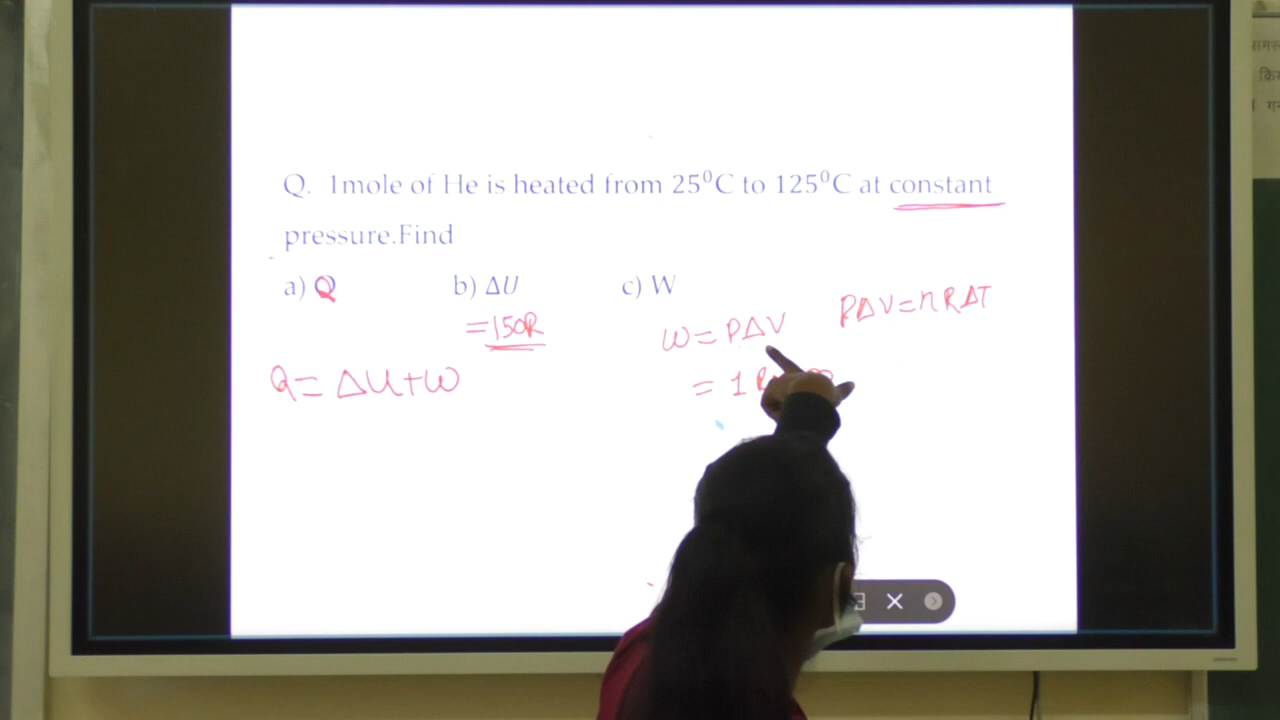 Q. 1mole of He is heated from 25⁰C to 125⁰C at constant
pressure.Find
a) Q b) ΔU c) W
=150R
W = PΔV
PΔV=nRΔT
Q = ΔU+W
= 1 R
समस
कि